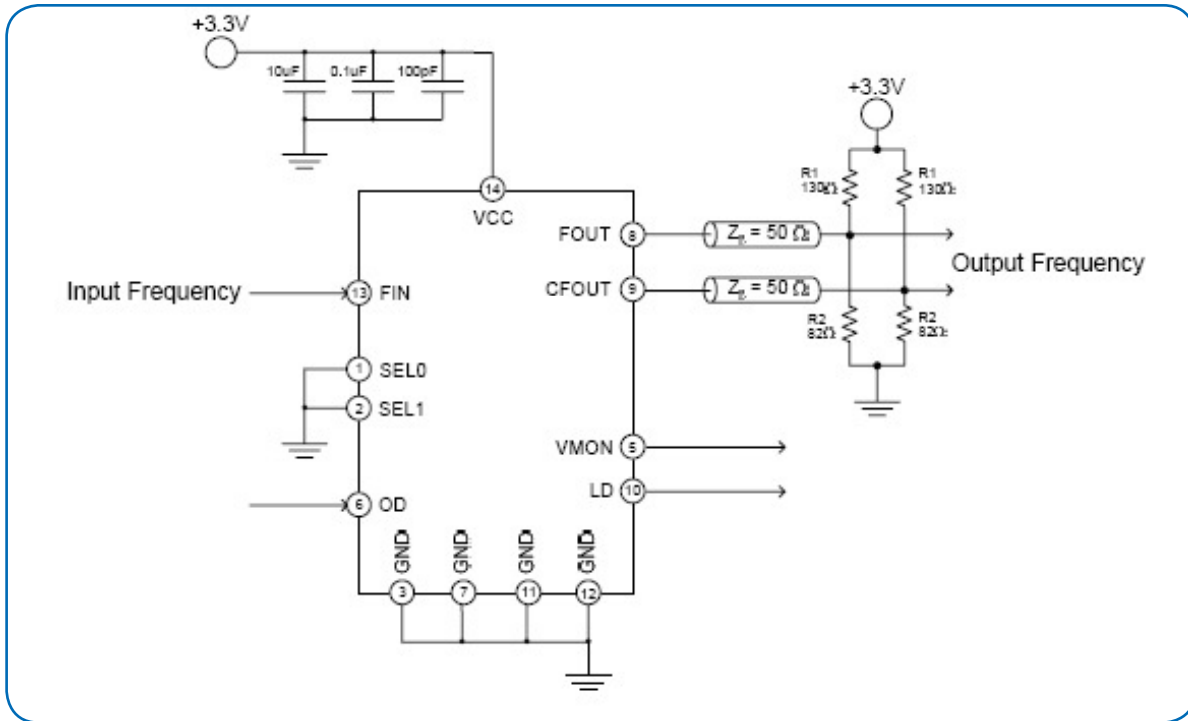 +3.3V
10uF
0.1uF
100pF
+3.3V
14
VCC
R1
130Ω
R1
130Ω
FOUT
8
= 50 Ω
Output Frequency
Input Frequency
13
FIN
CFOUT
9
= 50 Ω
R2
82Ω
R2
82Ω
1
SEL0
2
SEL1
VMON
5
LD
10
6
OD
GND
GND
GND
GND
3
7
11
12